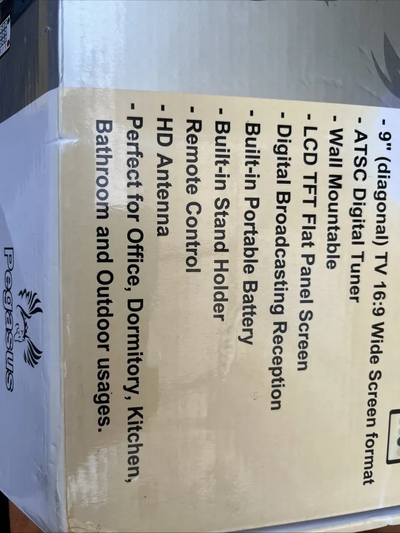 - 9" (diagonal) TV 16:9 Wide Screen format
- ATSC Digital Tuner
- Wall Mountable
- LCD TFT Flat Panel Screen
- Digital Broadcasting Reception
- Built-in Portable Battery
- Built-in Stand Holder
- Remote Control
- HD Antenna
- Perfect for Office, Dormitory, Kitchen,
Bathroom and Outdoor usages.
Pegasus